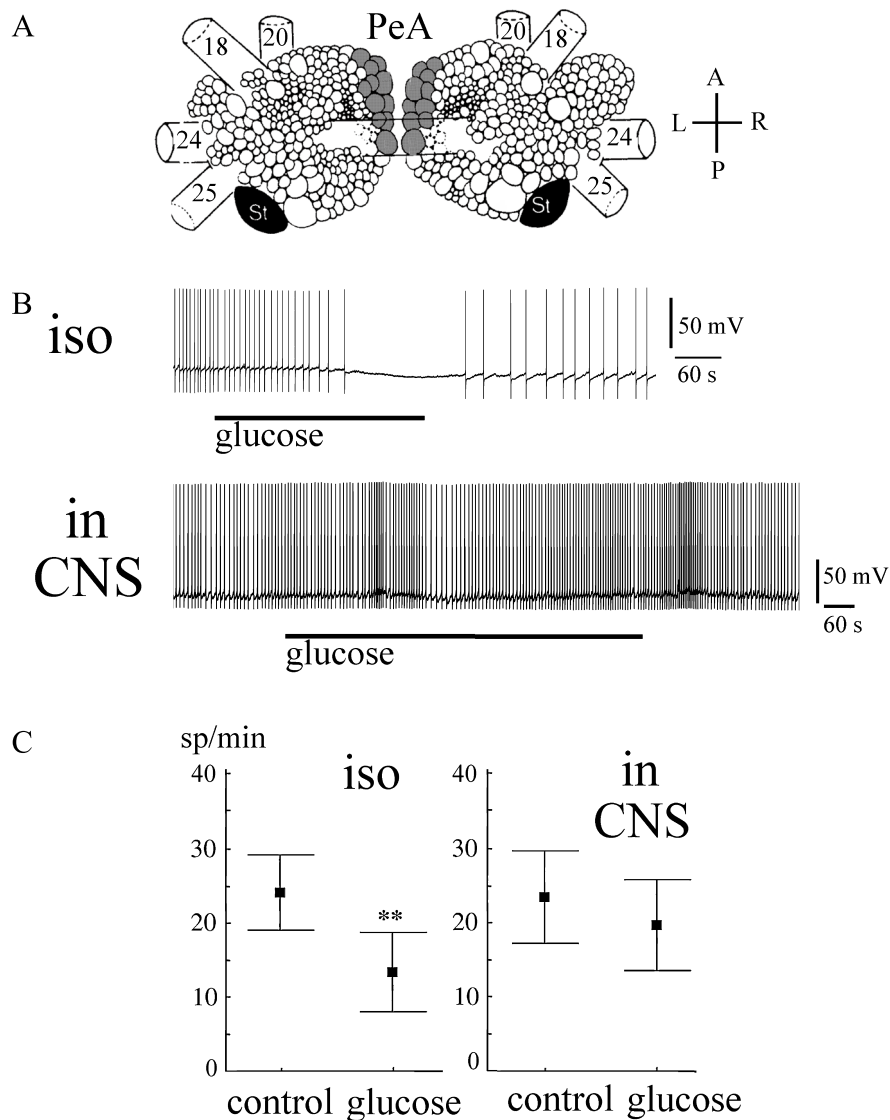 A
PeA
18
20
20
18
24
24
25
25
St
St
A
L
R
P
B
iso
50 mV
60 s
glucose
in
CNS
50 mV
60 s
glucose
C
sp/min
iso
in
CNS
40
30
20
10
0
**
40
30
20
10
0
control glucose
control glucose